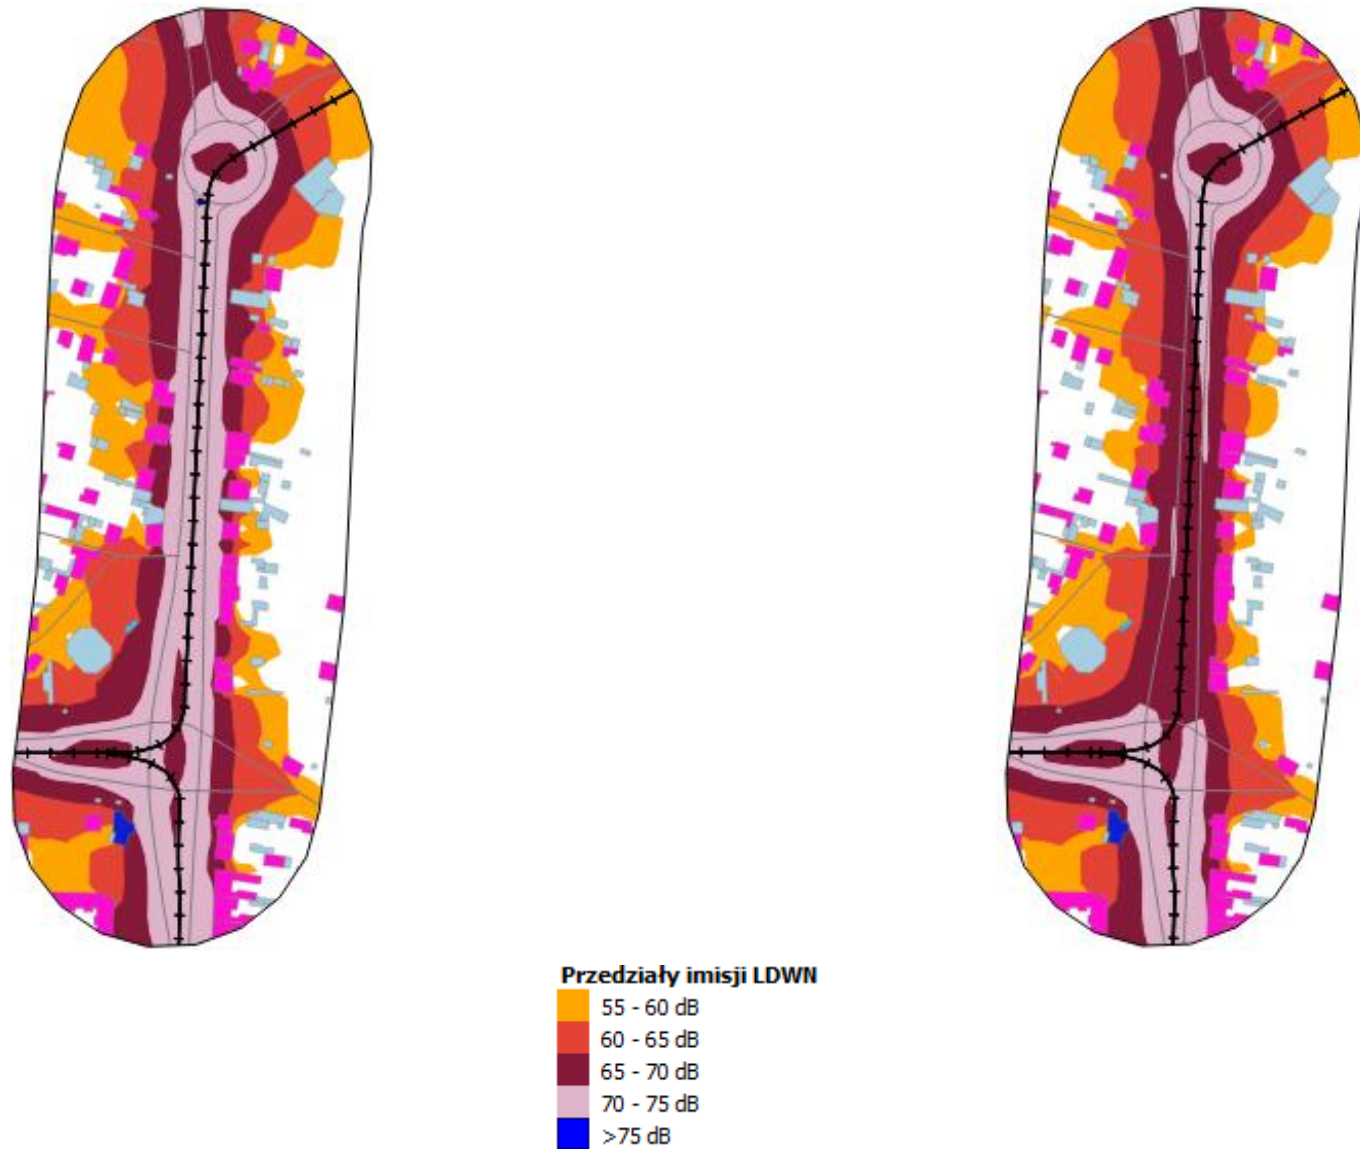 Przedziały imisji LDWN
55 - 60 dB
60 - 65 dB
65 - 70 dB
70 - 75 dB
>75 dB